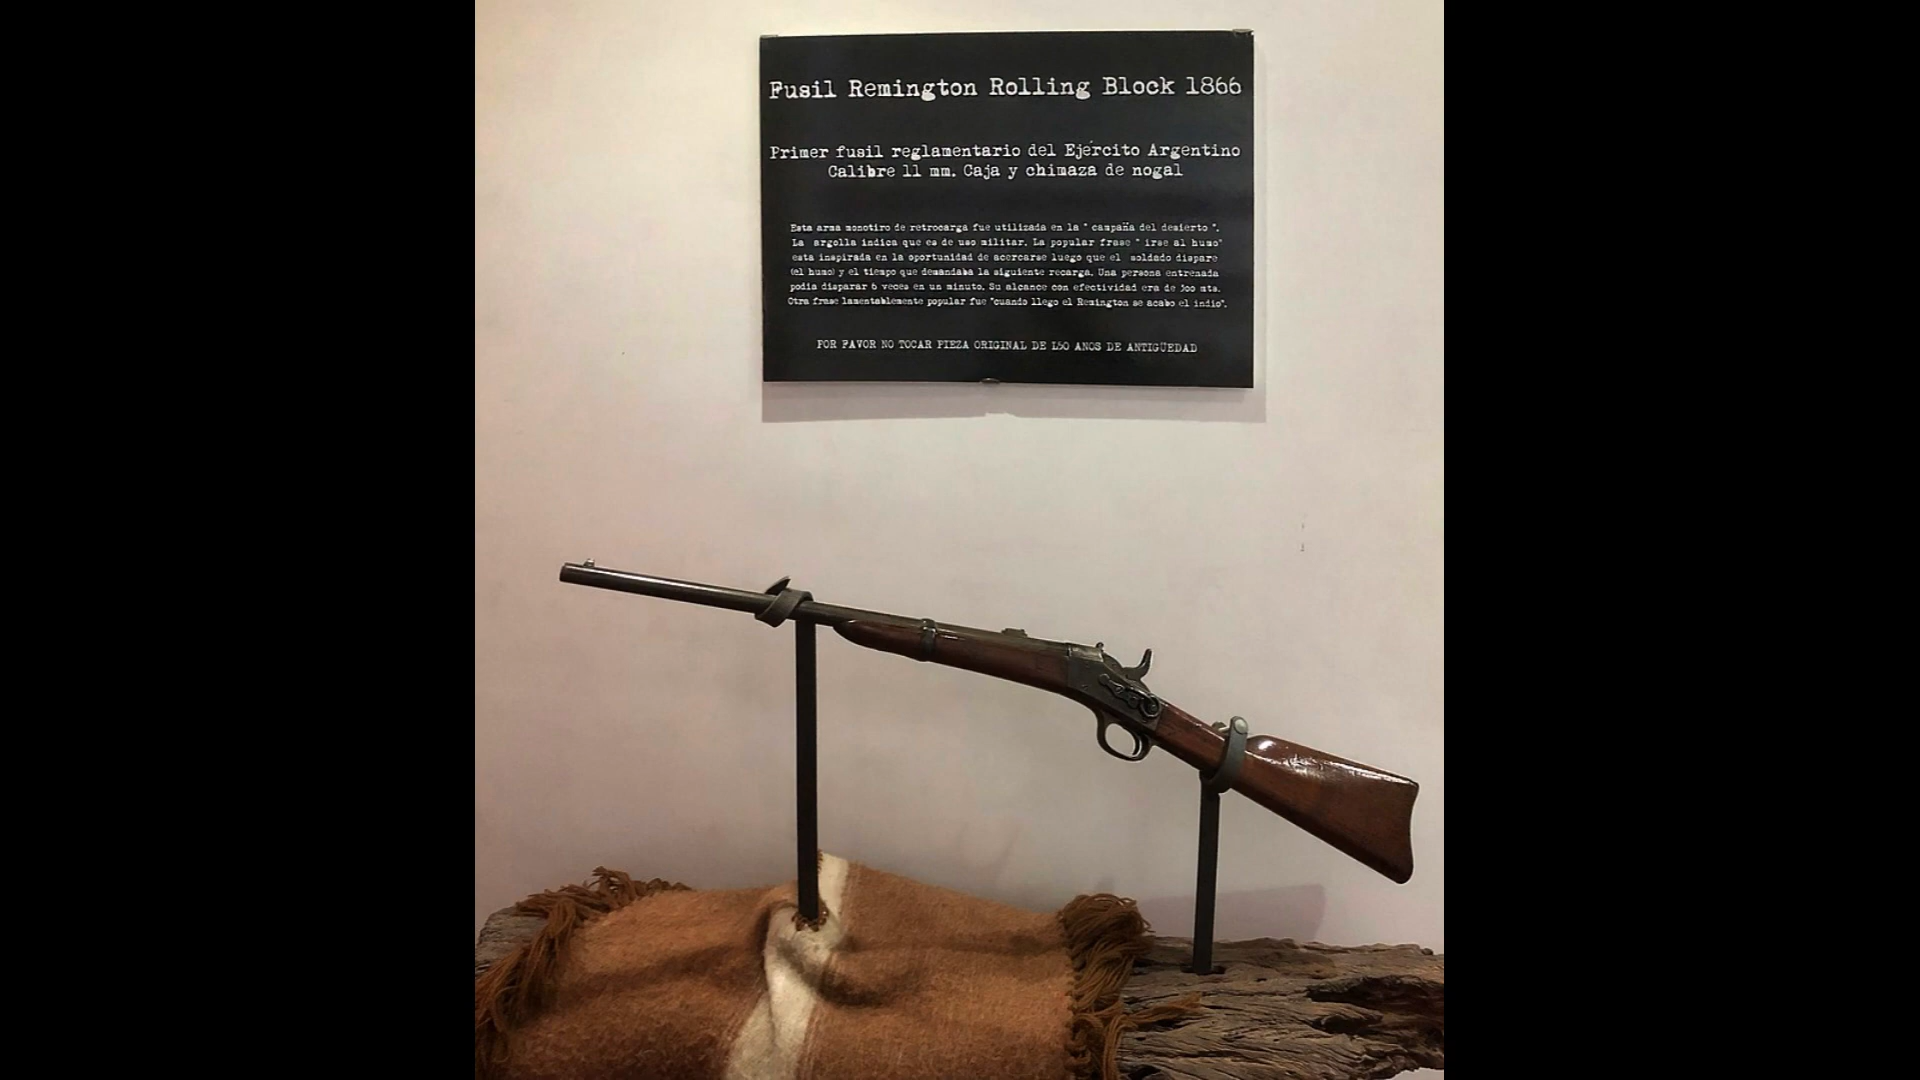 Fusil Remington Rolling Block 1866
Primer fusil reglamentario del Ejército Argentino
Calibre 11 mm. Caja y chimaza de nogal
Esta arma monotiro de retrocarga fue utilizada en la " campaña del desierto ".
La argolla indica que es de uso militar. La popular frase " irse al humo"
esta inspirada en la oportunidad de acercarse luego que el soldado dispare
(el humo) y el tiempo que demandaba la siguiente recarga. Una persona entrenada
podia disparar 6 veces en un minuto. Su alcance con efectividad era de 300 mts.
Otra frase lamentablemente popular fue "cuando llego el Remington se acabo el indio".
POR FAVOR NO TOCAR PIEZA ORIGINAL DE 150 ANOS DE ANTIGÜEDAD